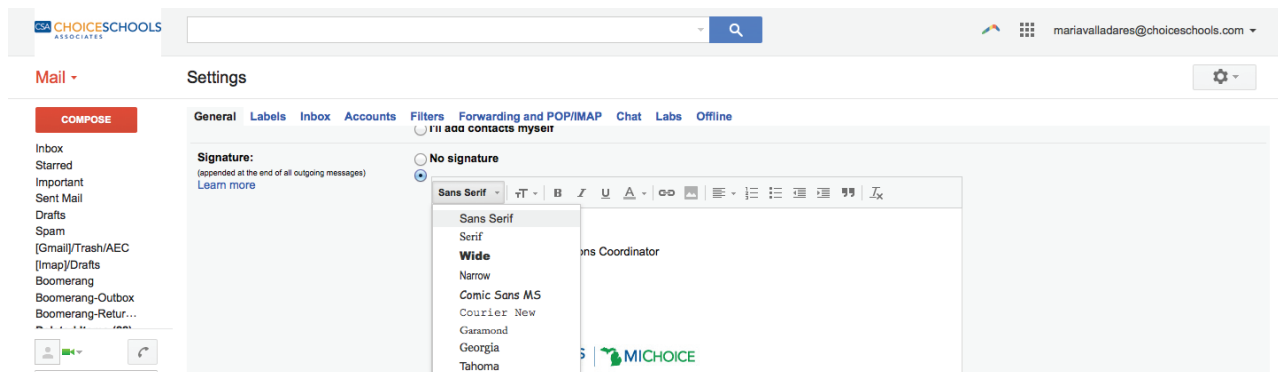 CSA CHOICESCHOOLS
ASSOCIATES
mariavalladares@choiceschools.com
Mail
Settings
COMPOSE
General Labels Inbox Accounts Filters Forwarding and POP/IMAP Chat Labs Offline
I'll add contacts myself
Inbox
Starred
Important
Sent Mail
Drafts
Spam
[Gmail]/Trash/AEC
[Imap]/Drafts
Boomerang
Boomerang-Outbox
Boomerang-Retur...
Signature:
(appended at the end of all outgoing messages)
Learn more
No signature
Sans Serif T B I U A Tx
Sans Serif
Serif
Wide
Narrow
Comic Sans MS
Courier New
Garamond
Georgia
Tahoma
ons Coordinator
S MICHOICE